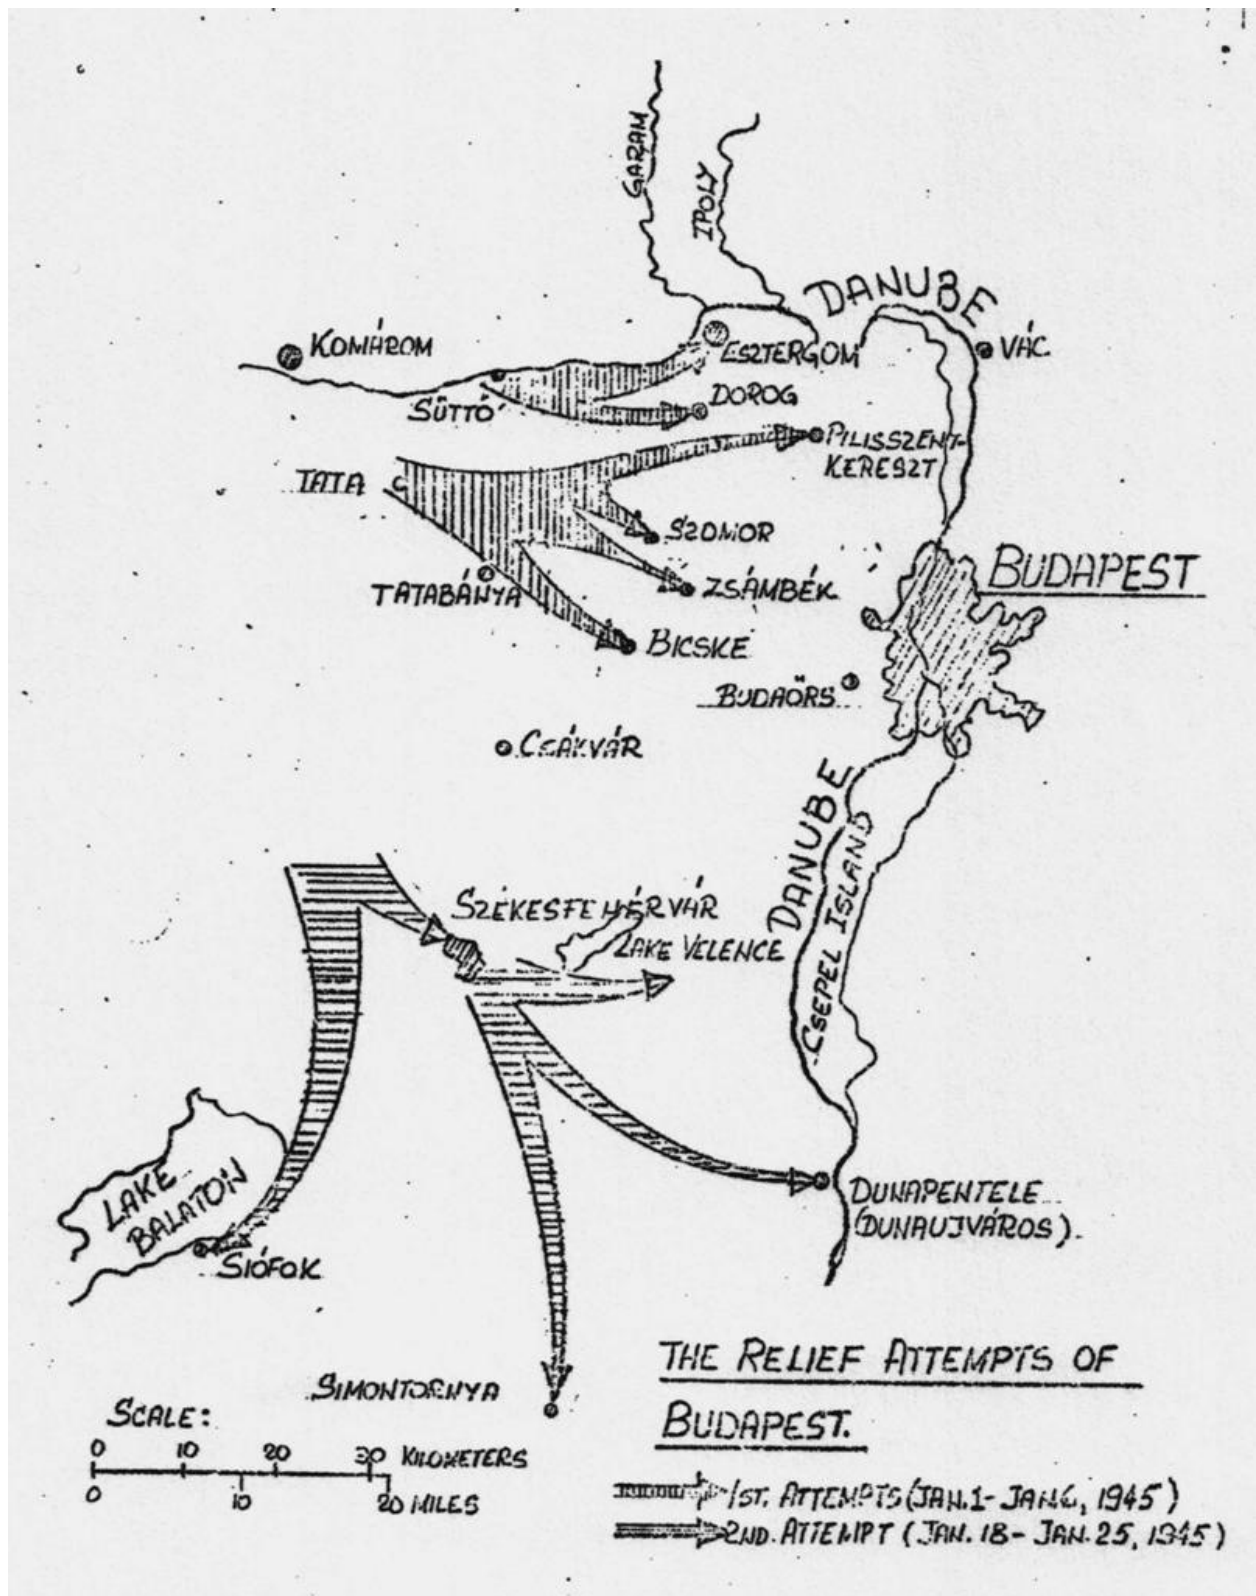 GARAM
IPOLY
DANUBE
KOMÁROM
ESZTERGOM
VÁC
SÜTTŐ
DOROG
PILISSZENT-
KERESZT
TATA
SZOMOR
BUDAPEST
TATABÁNYA
ZSÁMBÉK
BICSKE
BUDAÖRS
CSÁKVÁR
DANUBE
CSEPEL ISLAND
SZÉKESFEHÉRVÁR
LAKE VELENCE
LAKE
BALATON
DUNAPENTELE
(DUNAUJVÁROS)
SIÓFOK
SIMONTORNYA
THE RELIEF ATTEMPTS OF
BUDAPEST.
SCALE:
0 10 20 30 KILOMETERS
0 10 20 MILES
1ST. ATTEMPTS (JAN.1 - JAN.6, 1945)
2ND. ATTEMPT (JAN. 18 - JAN. 25, 1945)